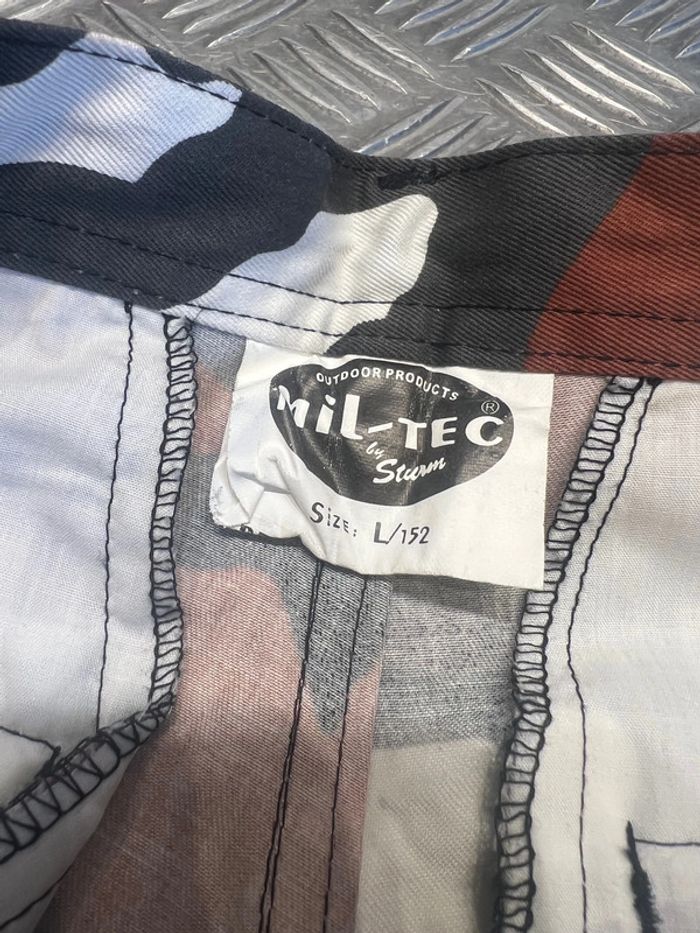 OUTDOOR PRODUCTS
MiL-TEC®
by
Sturm
SiZE: L/152